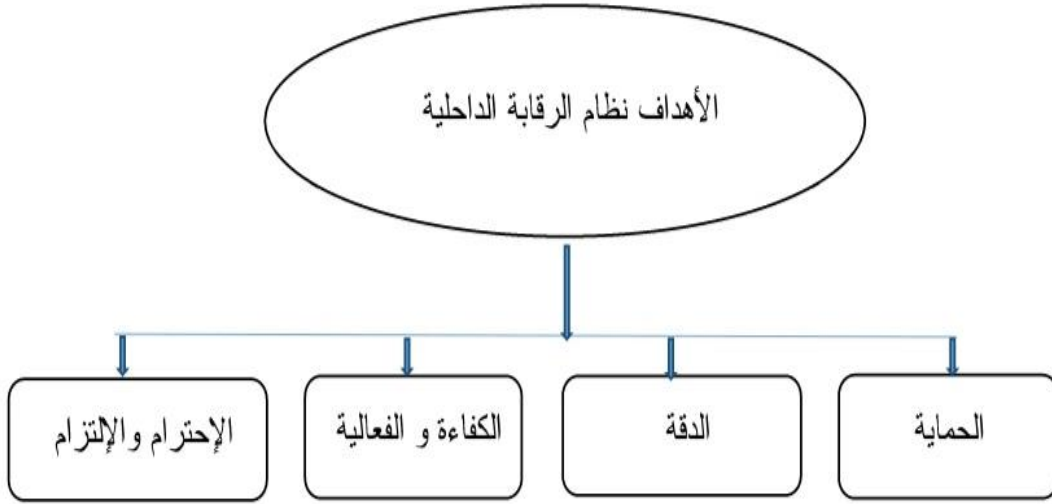 الأهداف نظام الرقابة الداحلية
الحماية
الدقة
الكفاءة و الفعالية
الإحترام والإلتزام